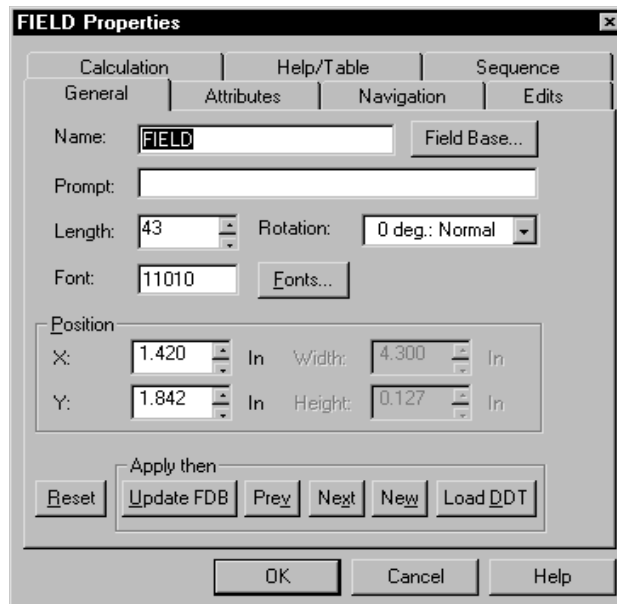 FIELD Properties
Calculation Help/Table Sequence
General Attributes Navigation Edits
Name: FIELD Field Base...
Prompt:
Length: 43 Rotation: 0 deg.: Normal
Font: 11010 Fonts...
Position
X: 1.420 In Width: 4.300 In
Y: 1.842 In Height: 0.127 In
Apply then
Reset Update FDB Prev Next New Load DDT
OK Cancel Help